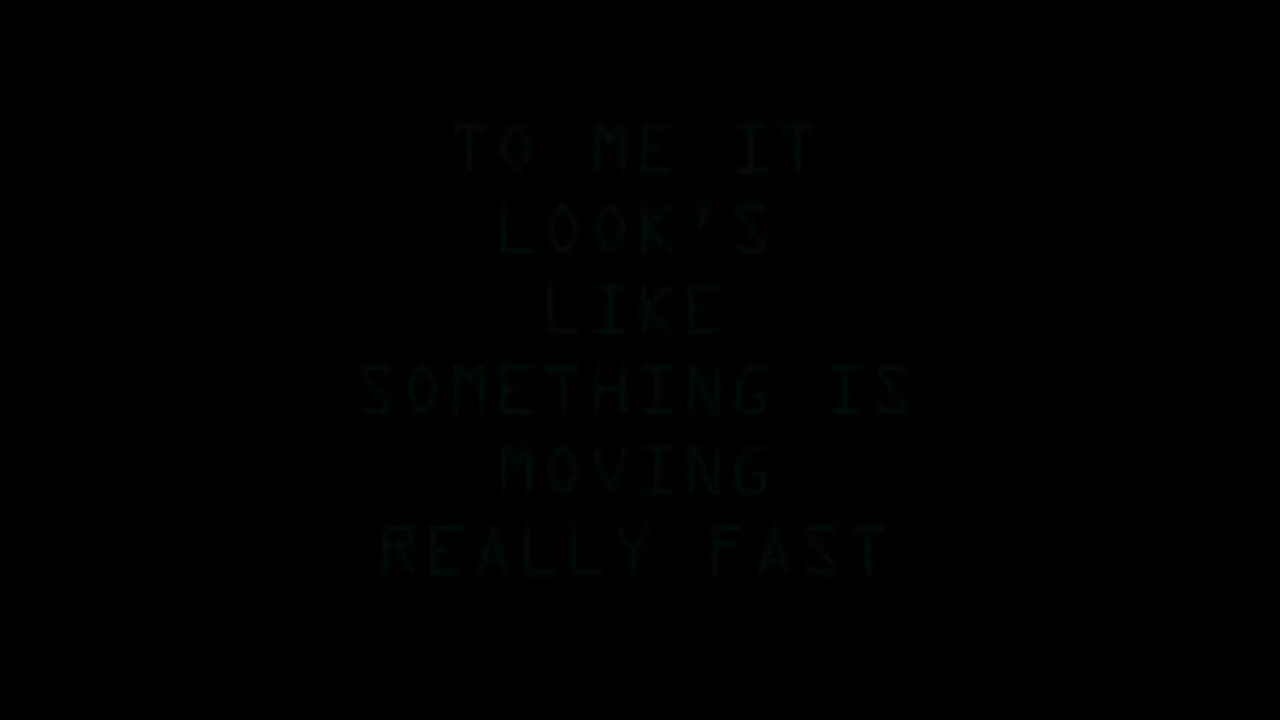 TO ME IT
LOOK'S
LIKE
SOMETHING IS
MOVING
REALLY FAST